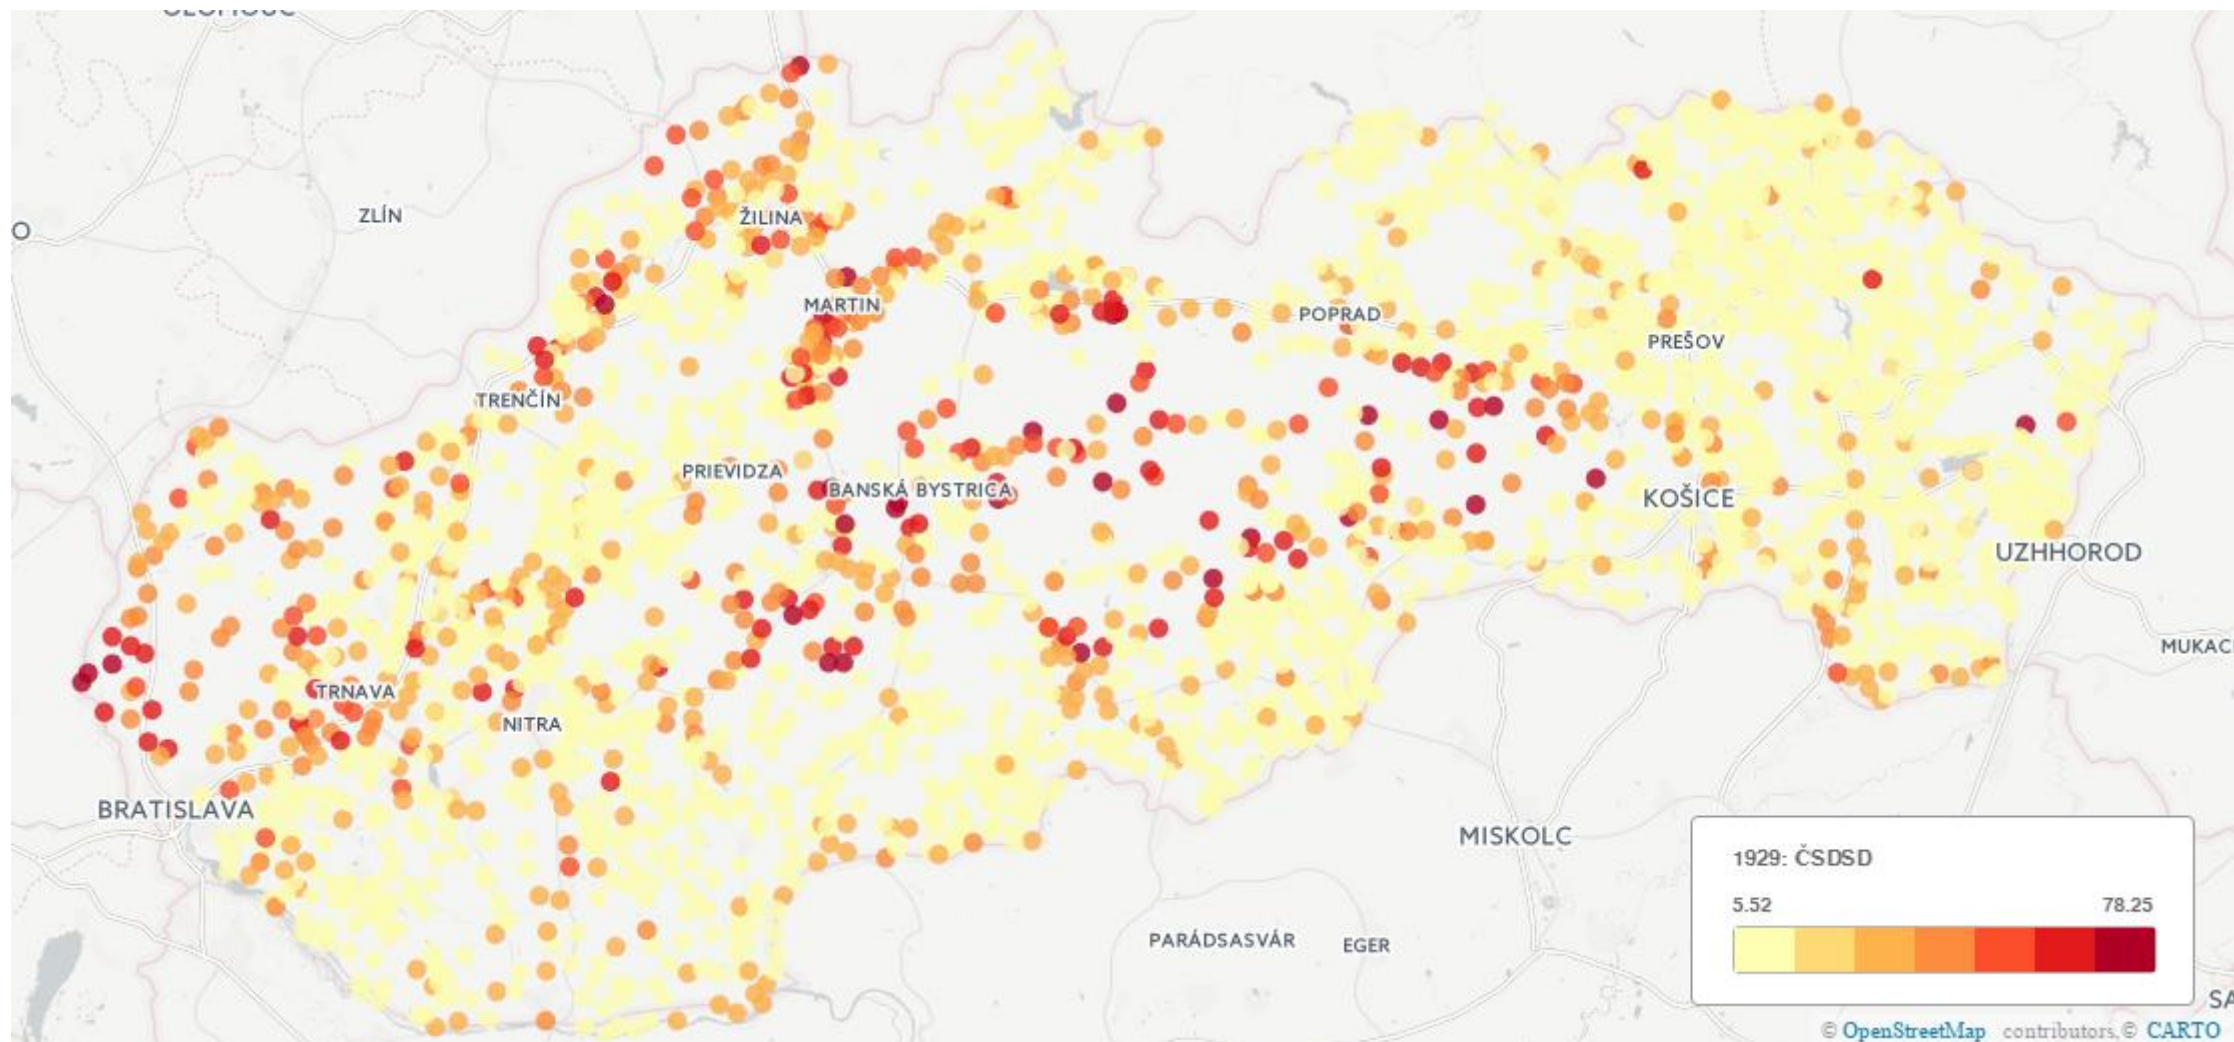 ZLÍN
O
ŽILINA
MARTIN
POPRAD
PREŠOV
TRENČÍN
PRIEVIDZA
BANSKÁ BYSTRICA
KOŠICE
UZHHOROD
MUKAC
TRNAVA
NITRA
BRATISLAVA
MISKOLC
PARÁDSASVÁR
EGER
1929: ČSDSD
5.52 78.25
SA
© OpenStreetMap contributors, © CARTO